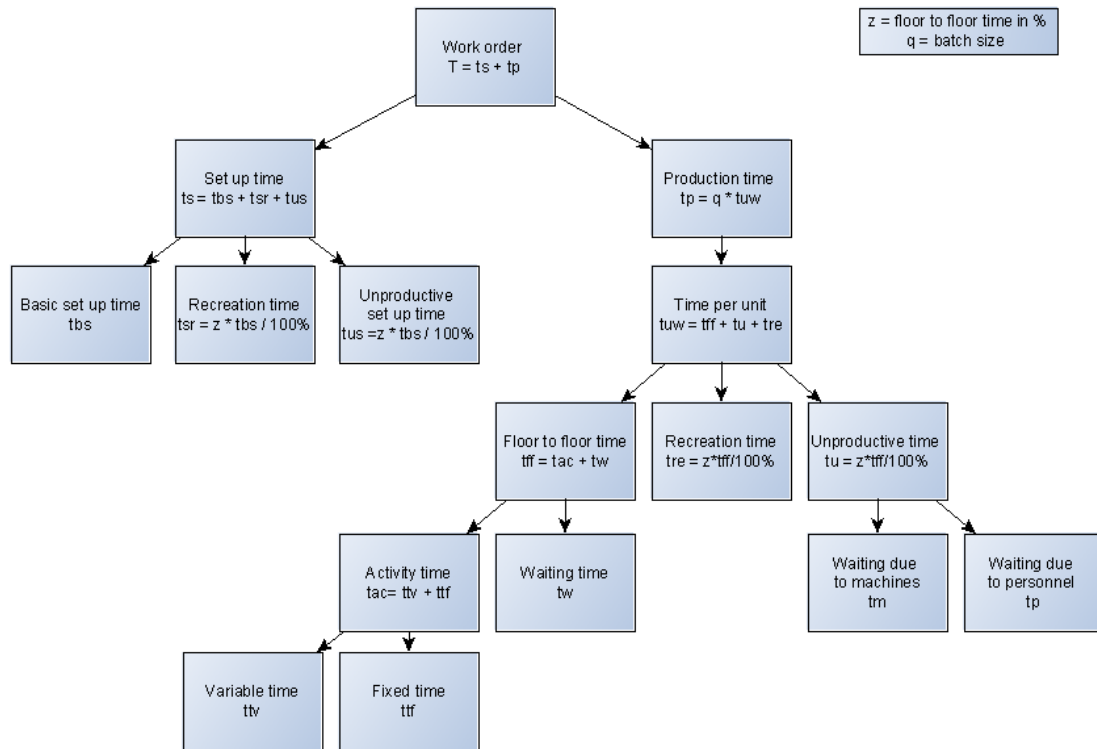 z = floor to floor time in %
q = batch size
Work order
T = ts + tp
Set up time
ts = tbs + tsr + tus
Production time
tp = q * tuw
Basic set up time
tbs
Recreation time
tsr = z * tbs / 100%
Unproductive
set up time
tus =z * tbs / 100%
Time per unit
tuw = tff + tu + tre
Floor to floor time
tff = tac + tw
Recreation time
tre = z*tff/100%
Unproductive time
tu = z*tff/100%
Activity time
tac= ttv + ttf
Waiting time
tw
Waiting due
to machines
tm
Waiting due
to personnel
tp
Variable time
ttv
Fixed time
ttf